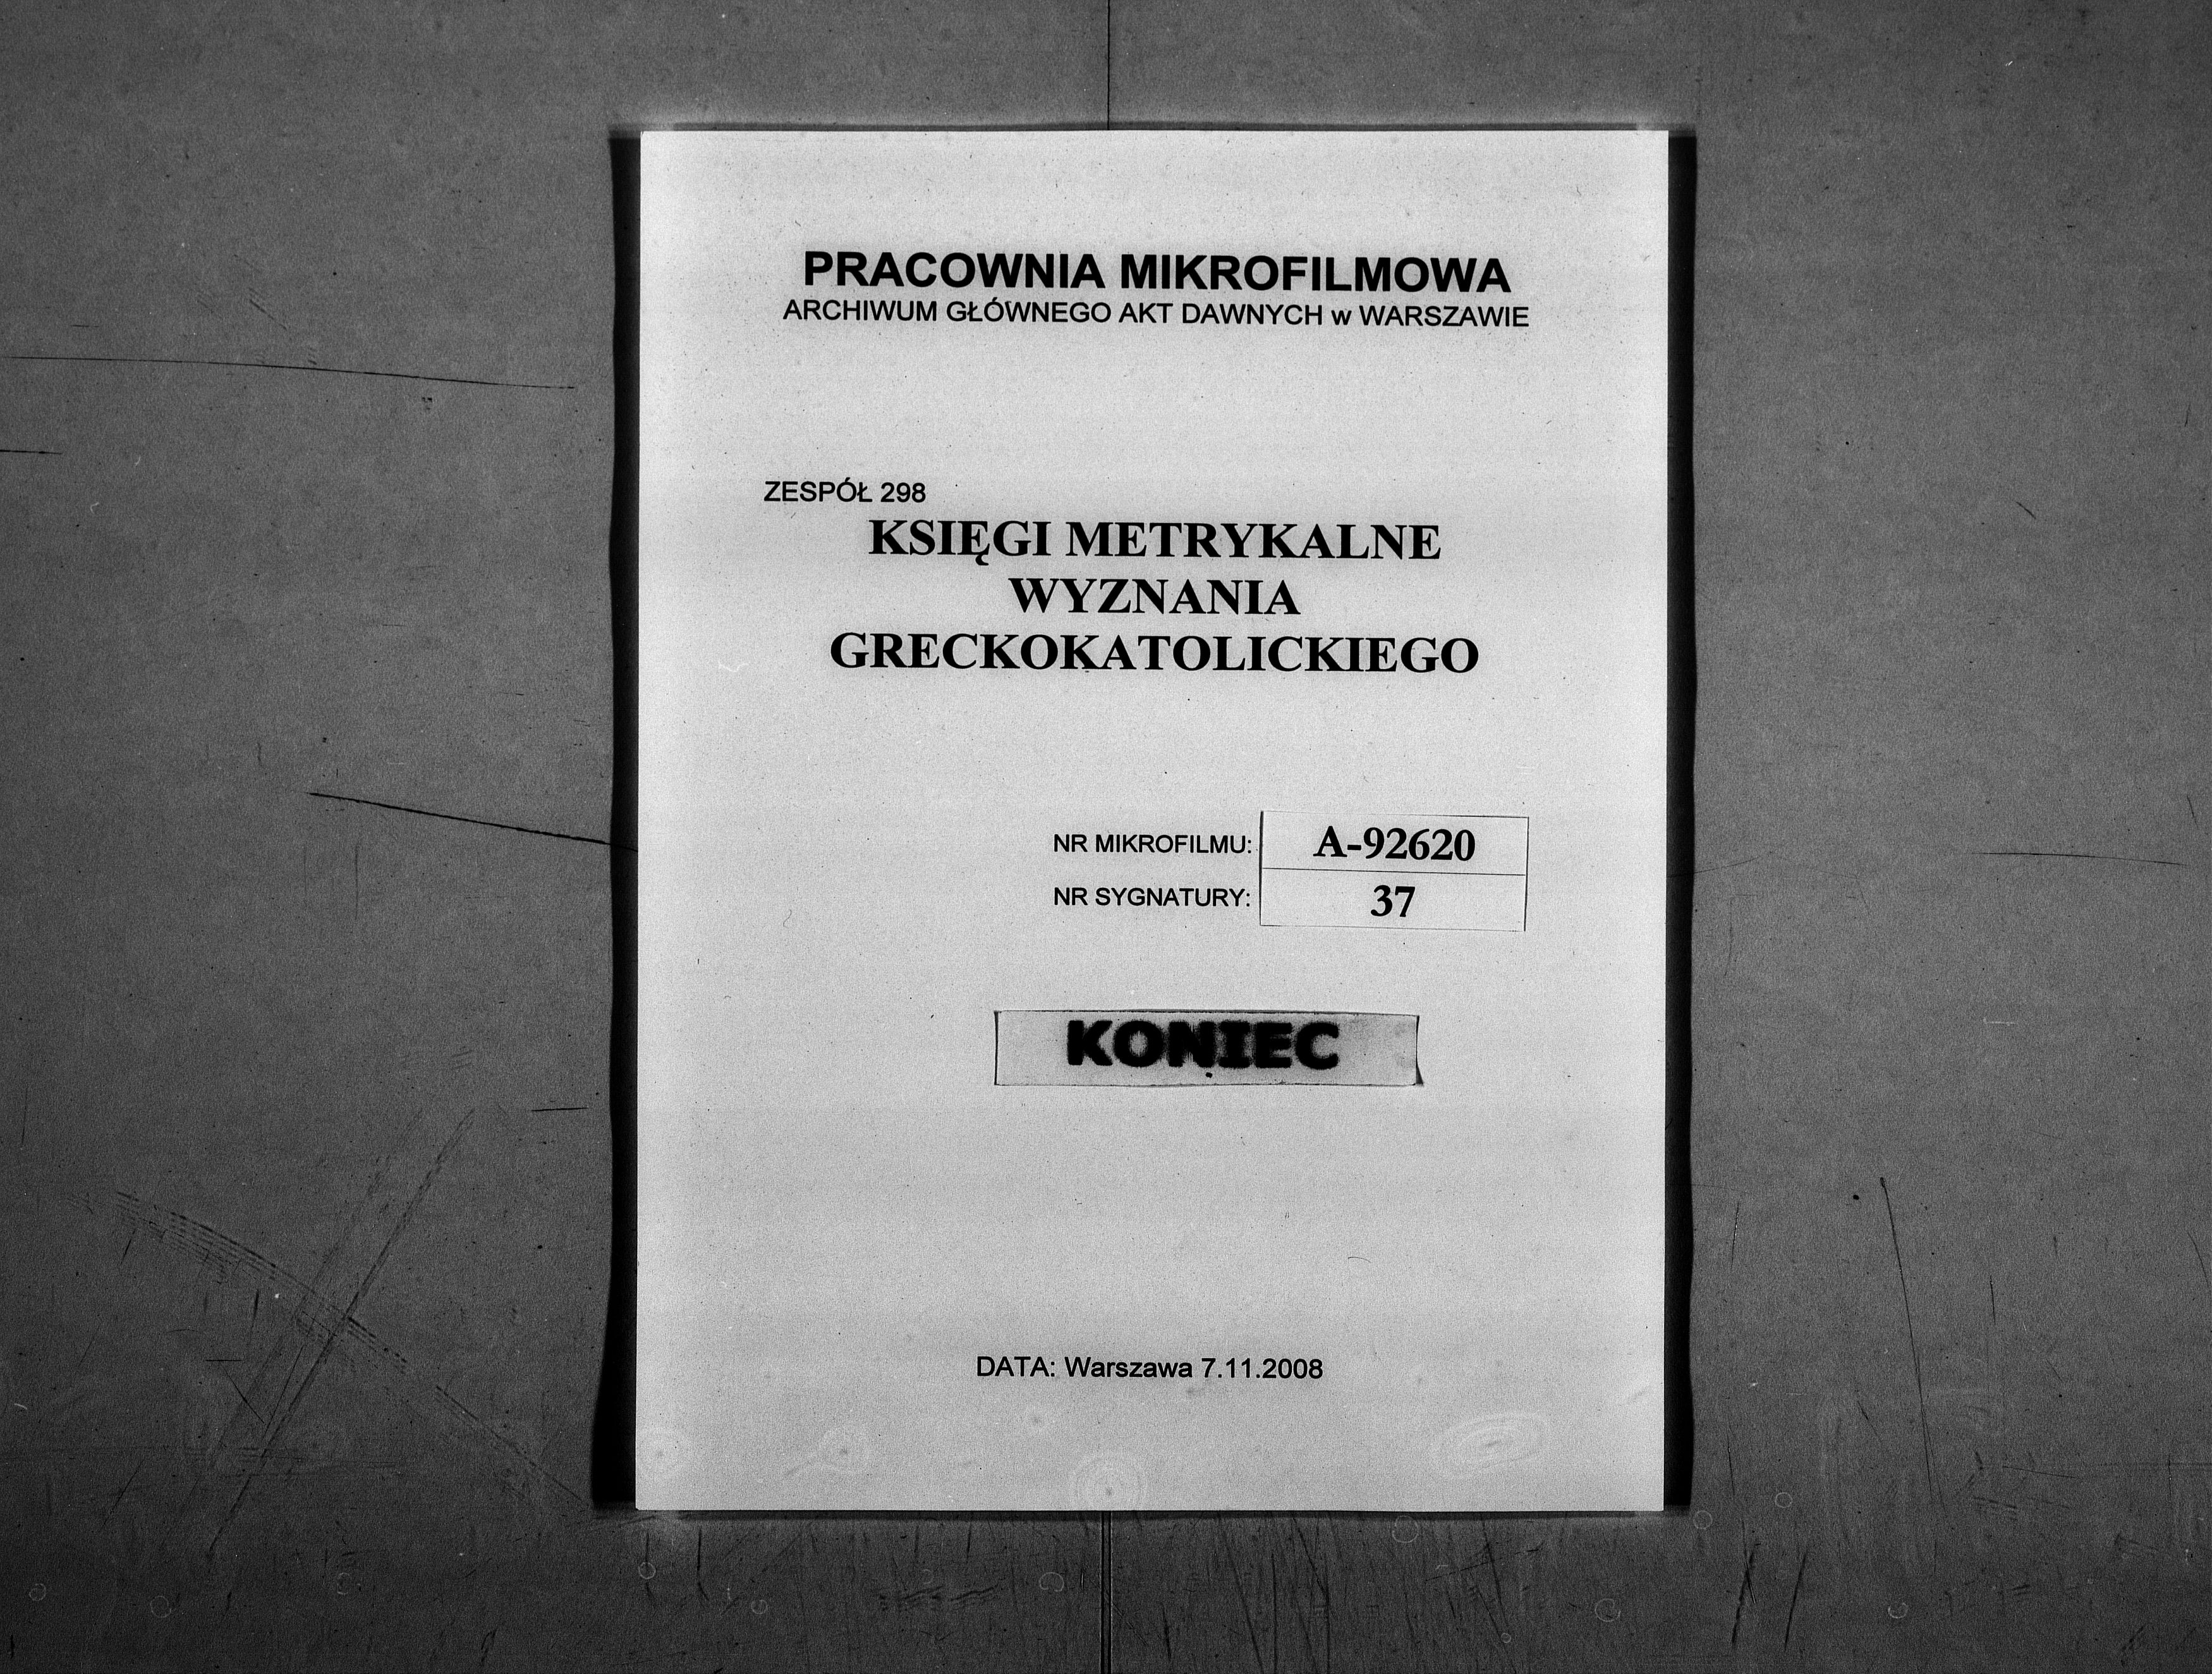 PRACOWNIA MIKROFILMOWA
ARCHIWUM GŁÓWNEGO AKT DAWNYCH w WARSZAWIE
ZESPÓŁ 298
KSIĘGI METRYKALNE
WYZNANIA
GRECKOKATOLICKIEGO
NR MIKROFILMU: A-92620
NR SYGNATURY: 37
KONIEC
DATA: Warszawa 7.11.2008